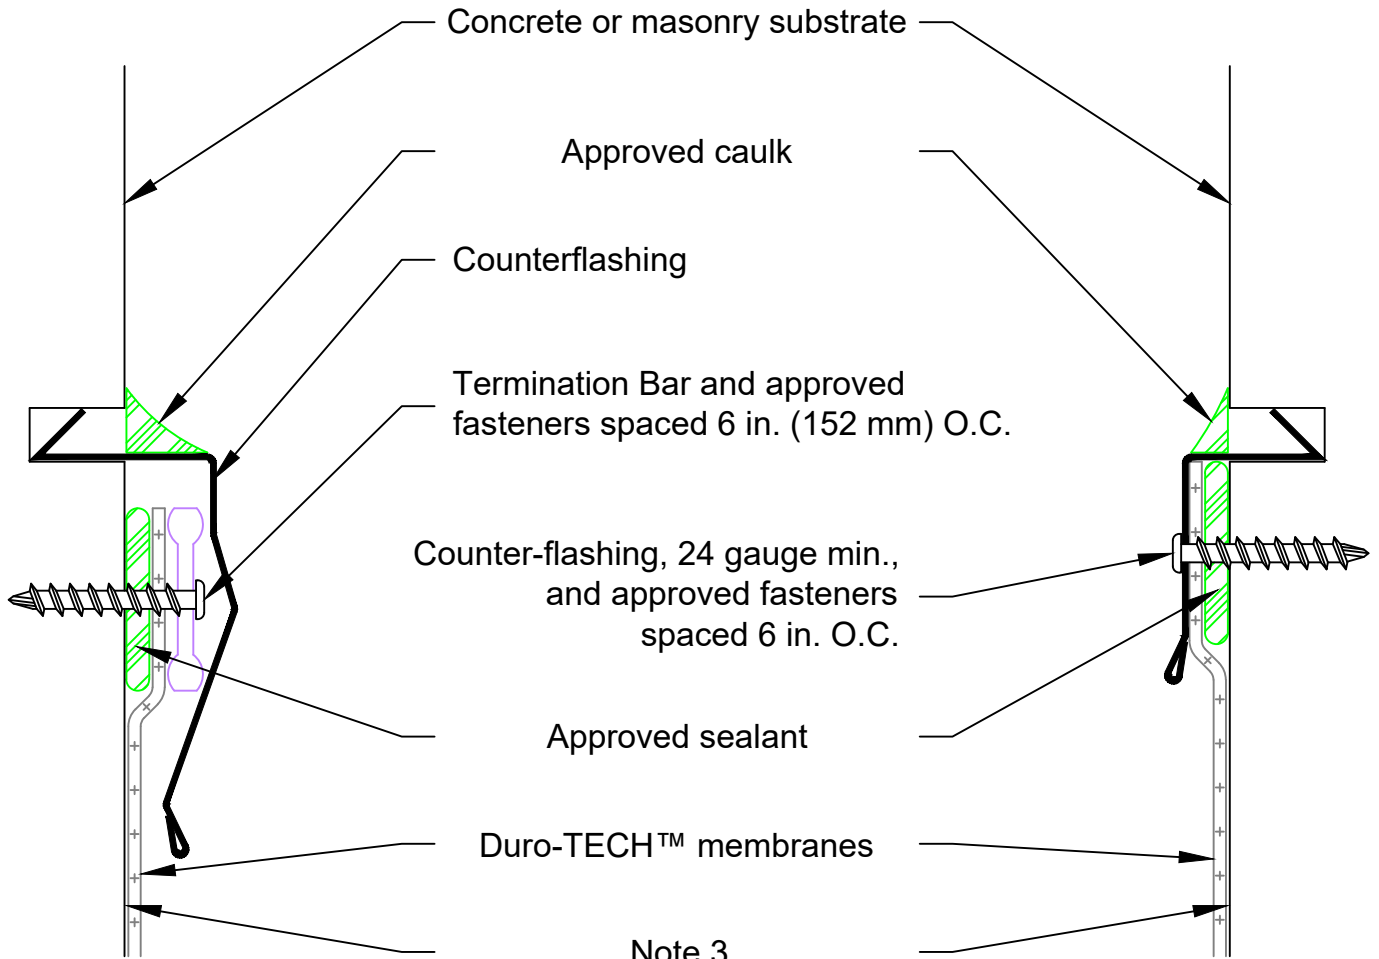 Concrete or masonry substrate
Approved caulk
Counterflashing
Termination Bar and approved
fasteners spaced 6 in. (152 mm) O.C.
Counter-flashing, 24 gauge min.,
and approved fasteners
spaced 6 in. O.C.
Approved sealant
Duro-TECH™ membranes
Note 3